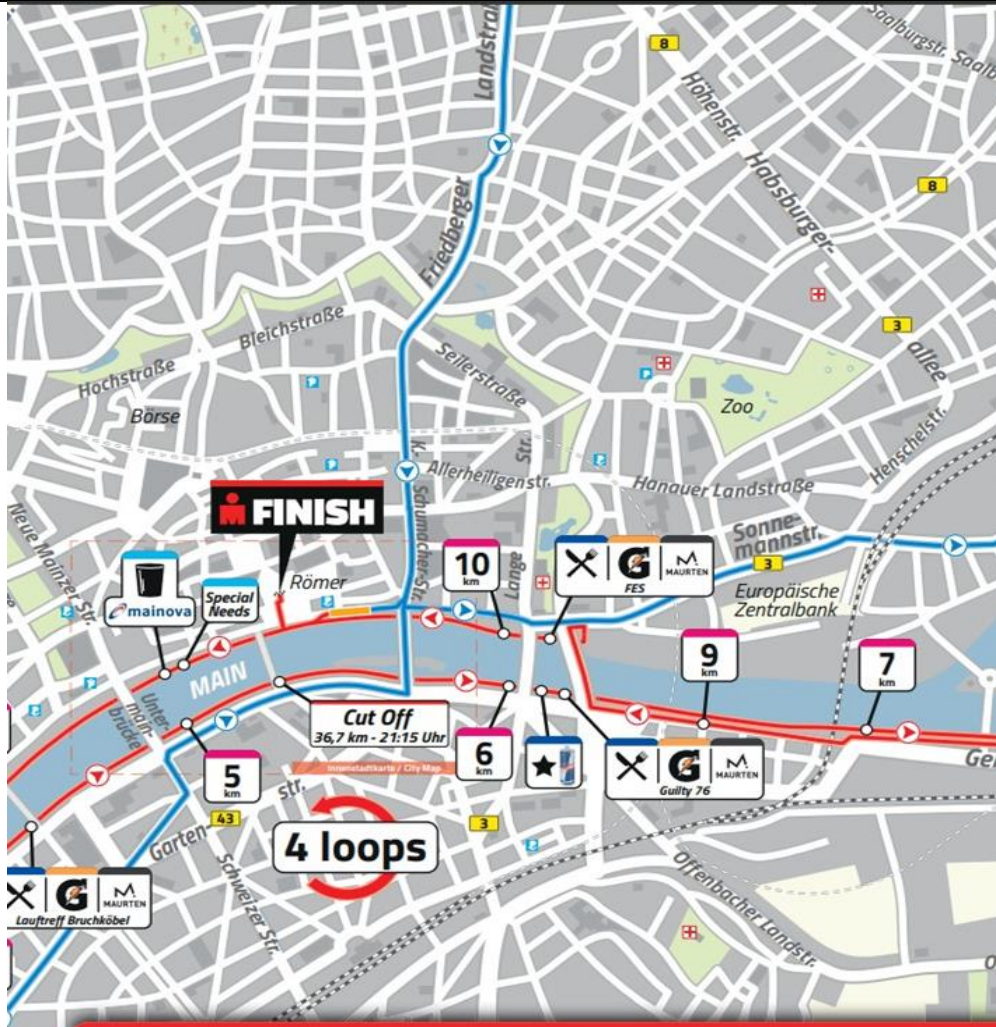 Landstraß
8
Saalburgstr.
Saalb
Höhenstr.
Habsburger-
8
Friedberger
3
allee
Bleichstraße
Seilerstraße
Hochstraße
P
Zoo
Börse
P
Henschelstr.
K.-
Schumacher-Str.
Allerheiligenstr.
Hanauer Landstraße
Neue Mainzer Str.
FINISH
Lange
Str.
Sonne-
mannstr.
3
10
km
FES
G
MAURTEN
Römer
mainova
Special
Needs
Europäische
Zentralbank
MAIN
9
km
7
km
Unter-
main-
brücke
Cut Off
36,7 km - 21:15 Uhr
5
km
6
km
Innenstadtkarte / City Map
G
MAURTEN
Guilty 76
Ger
43
str.
Garten-
4 loops
3
Schweizer Str.
G
MAURTEN
Lauftreff Bruchköbel
Offenbacher Landstr.
O